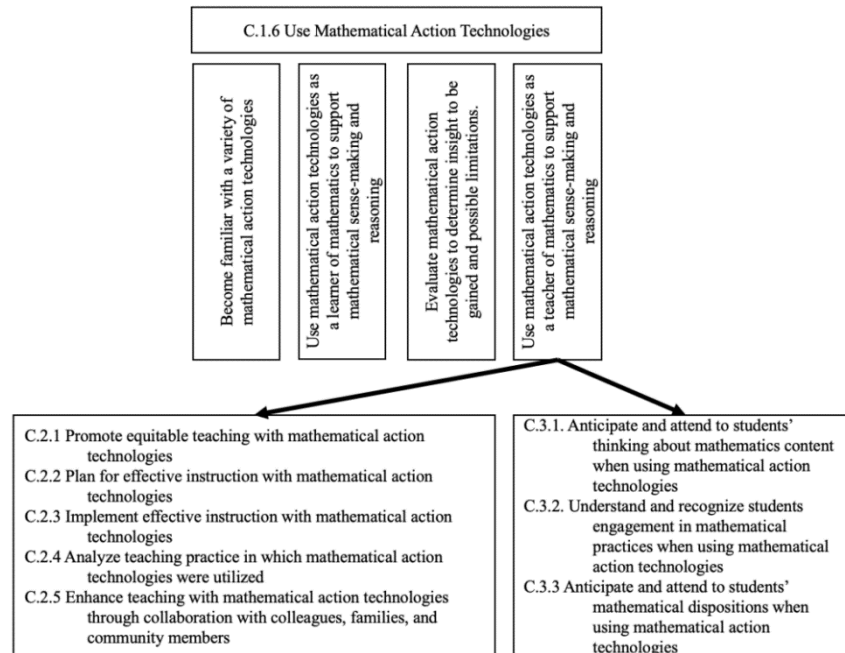 C.1.6 Use Mathematical Action Technologies
Become familiar with a variety of
mathematical action technologies
Use mathematical action technologies as
a learner of mathematics to support
mathematical sense-making and
reasoning
Evaluate mathematical action
technologies to determine insight to be
gained and possible limitations.
Use mathematical action technologies as
a teacher of mathematics to support
mathematical sense-making and
reasoning
C.2.1 Promote equitable teaching with mathematical action
technologies
C.2.2 Plan for effective instruction with mathematical action
technologies
C.2.3 Implement effective instruction with mathematical action
technologies
C.2.4 Analyze teaching practice in which mathematical action
technologies were utilized
C.2.5 Enhance teaching with mathematical action technologies
through collaboration with colleagues, families, and
community members
C.3.1. Anticipate and attend to students’
thinking about mathematics content
when using mathematical action
technologies
C.3.2. Understand and recognize students
engagement in mathematical
practices when using mathematical
action technologies
C.3.3 Anticipate and attend to students’
mathematical dispositions when
using mathematical action
technologies